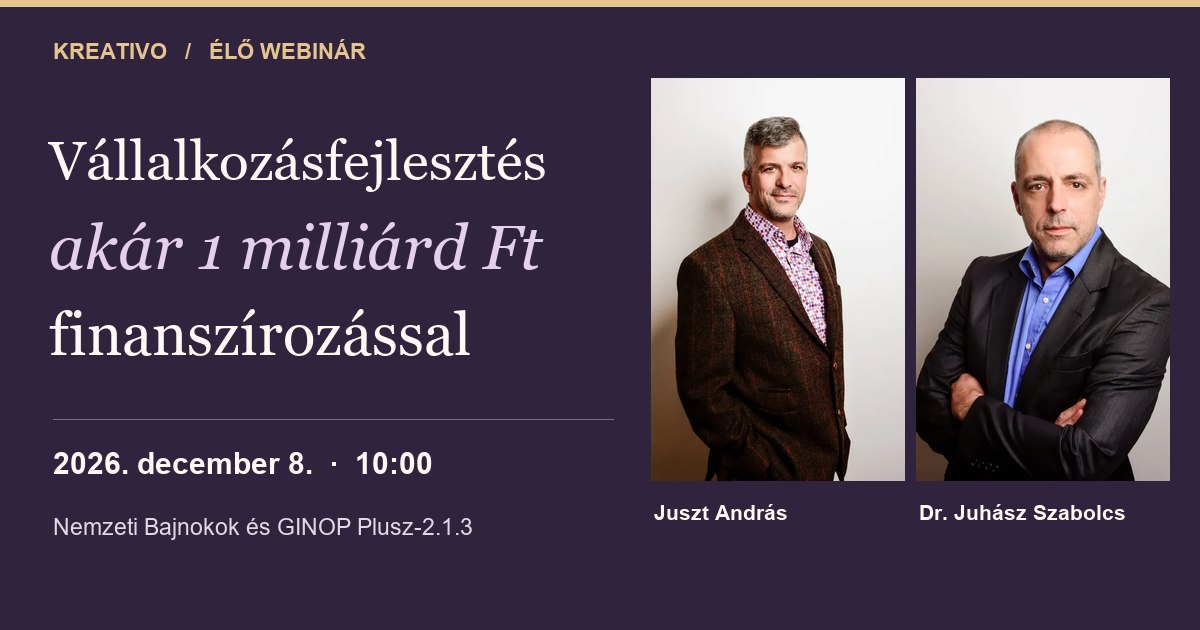 KREATIVO / ÉLŐ WEBINÁR
Vállalkozásfejlesztés
akár 1 milliárd Ft
finanszírozással
2026. december 8. · 10:00
Nemzeti Bajnokok és GINOP Plusz-2.1.3
Juszt András
Dr. Juhász Szabolcs